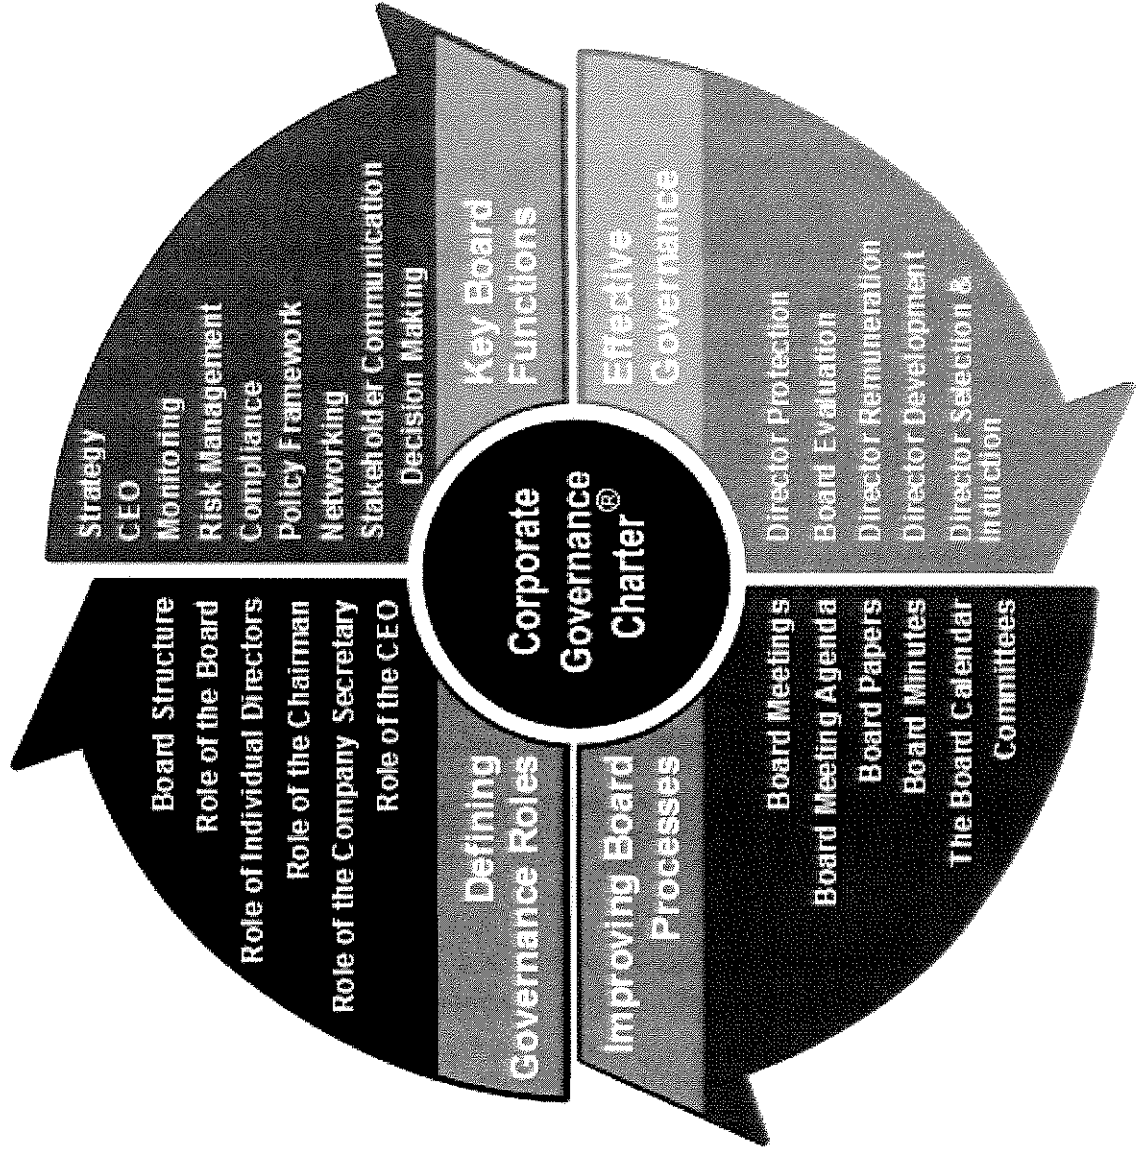 Board Structure
Role of the Board
Role of Individual Directors
Role of the Chairman
Role of the Company Secretary
Role of the CEO
Defining
Governance Roles
Strategy
CEO
Monitoring
Risk Management
Compliance
Policy Framework
Networking
Stakeholder Communication
Decision Making
Key Board
Functions
Corporate
Governance
Charter®
Improving Board
Processes
Board Meetings
Board Meeting Agenda
Board Papers
Board Minutes
The Board Calendar
Committees
Effective
Governance
Director Protection
Board Evaluation
Director Remuneration
Director Development
Director Selection &
Induction